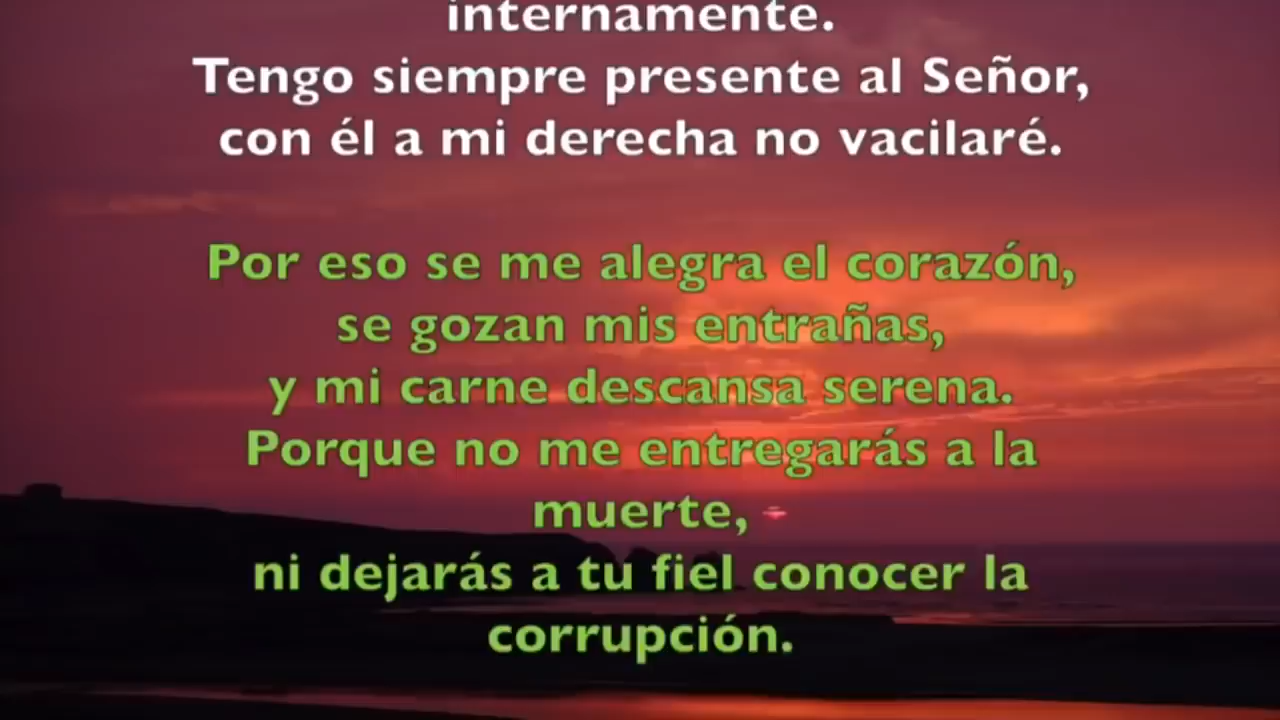 internamente.
Tengo siempre presente al Señor,
con él a mi derecha no vacilaré.
Por eso se me alegra el corazón,
se gozan mis entrañas,
y mi carne descansa serena.
Porque no me entregarás a la
muerte,
ni dejarás a tu fiel conocer la
corrupción.